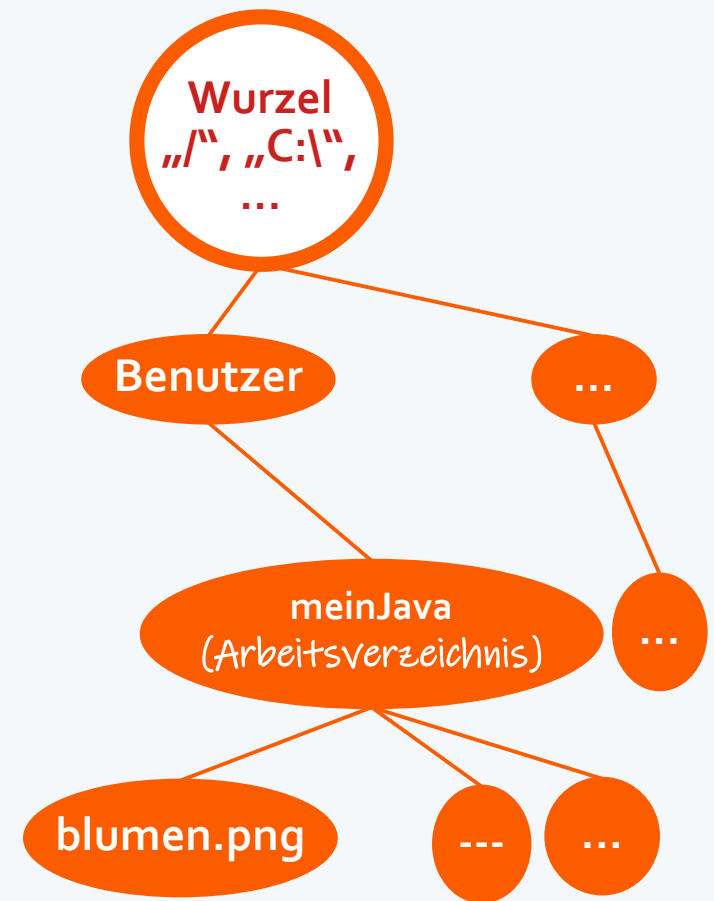 Wurzel
„/“, „C:\“,
...
Benutzer
...
meinJava
(Arbeitsverzeichnis)
...
blumen.png
---
...